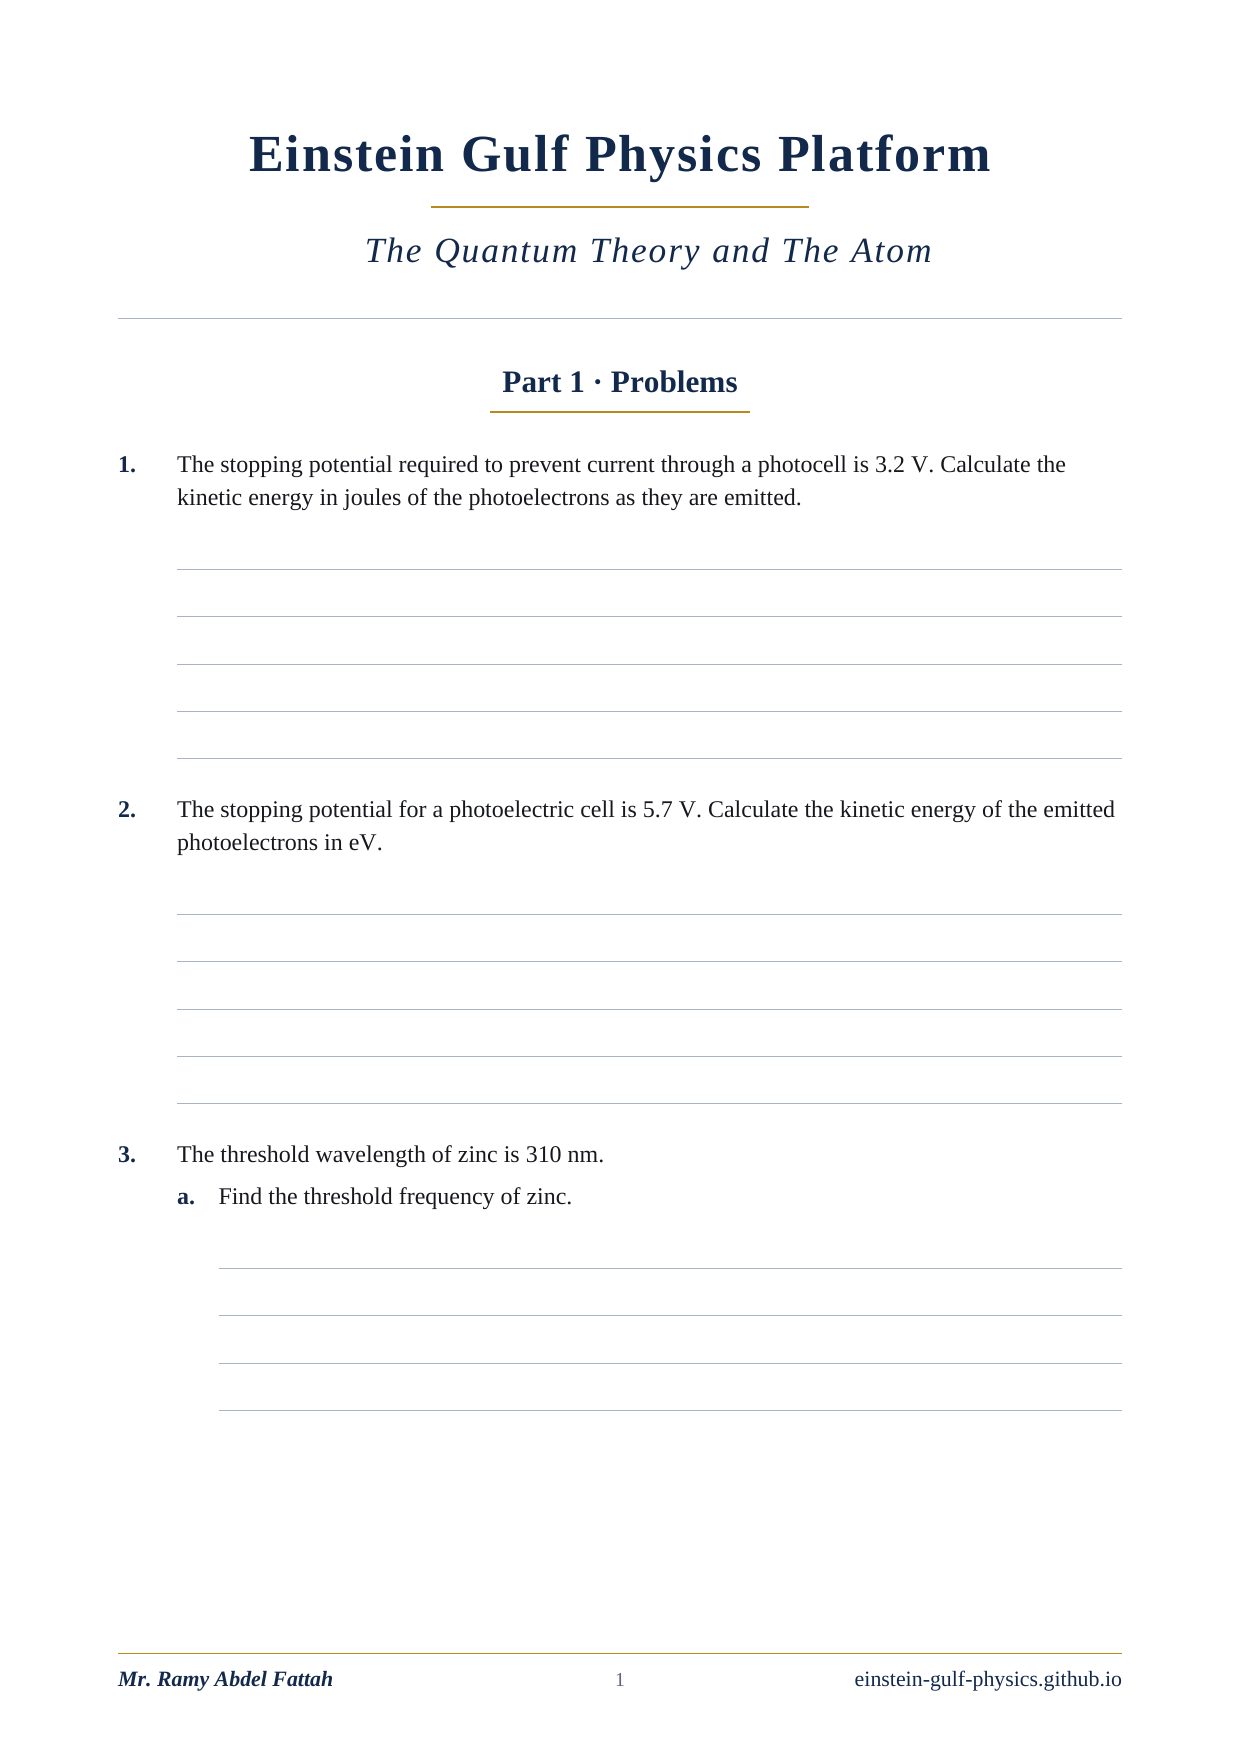 Einstein Gulf Physics Platform
The Quantum Theory and The Atom
Part 1 · Problems
1. The stopping potential required to prevent current through a photocell is 3.2 V. Calculate the
kinetic energy in joules of the photoelectrons as they are emitted.
2. The stopping potential for a photoelectric cell is 5.7 V. Calculate the kinetic energy of the emitted
photoelectrons in eV.
3. The threshold wavelength of zinc is 310 nm.
a. Find the threshold frequency of zinc.
Mr. Ramy Abdel Fattah 1 einstein-gulf-physics.github.io